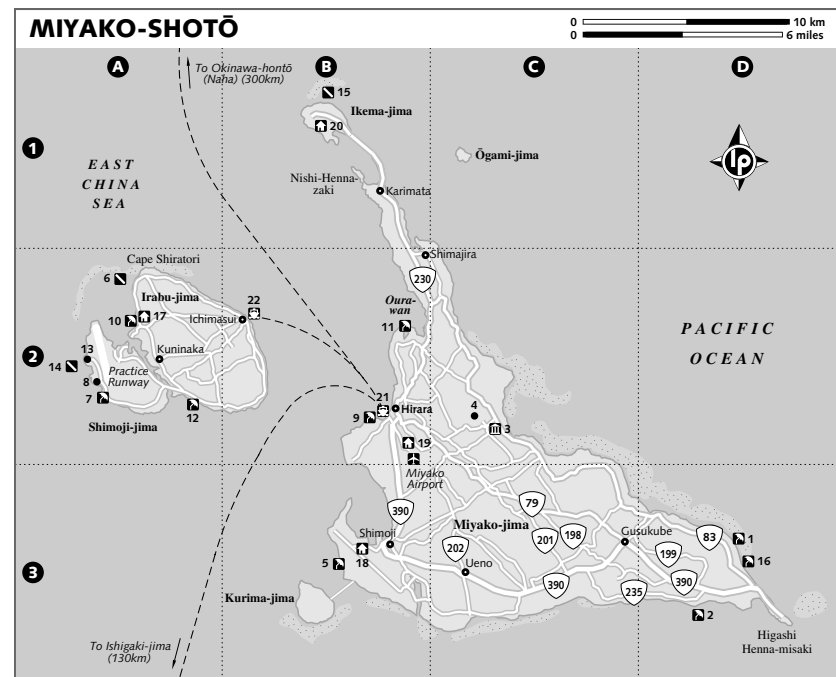 MIYAKO-SHOTŌ
0 10 km
0 6 miles
A
B
C
D
To Okinawa-hontō
(Naha) (300km)
15
Ikema-jima
20
1
Ōgami-jima
lp
EAST
CHINA
SEA
Nishi-Henna-
zaki
Karimata
Cape Shiratori
Shimajira
6
230
Irabu-jima
22
Oura-
wan
10
17
Ichimasui
11
PACIFIC
OCEAN
2
13
Kuninaka
14
Practice
Runway
8
21
7
12
9
Hirara
4
3
Shimoji-jima
19
Miyako
Airport
390
79
Miyako-jima
Shimoji
202
201
198
Gusukube
83
1
199
16
3
5
18
Ueno
390
390
235
Kurima-jima
2
Higashi
Henna-misaki
To Ishigaki-jima
(130km)